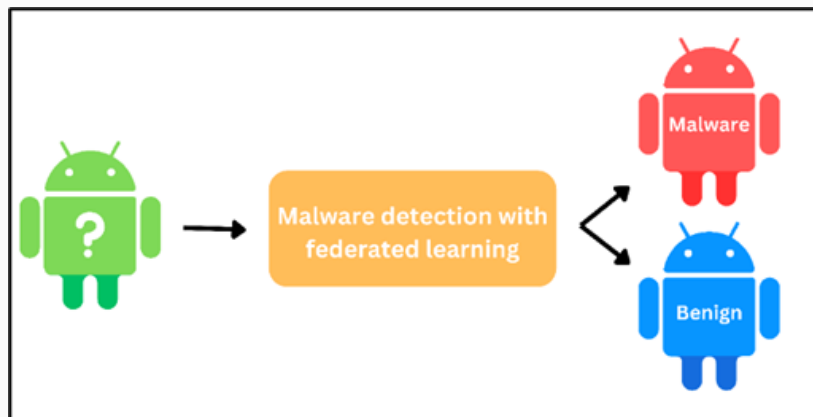 ?
Malware detection with
federated learning
Malware
Benign